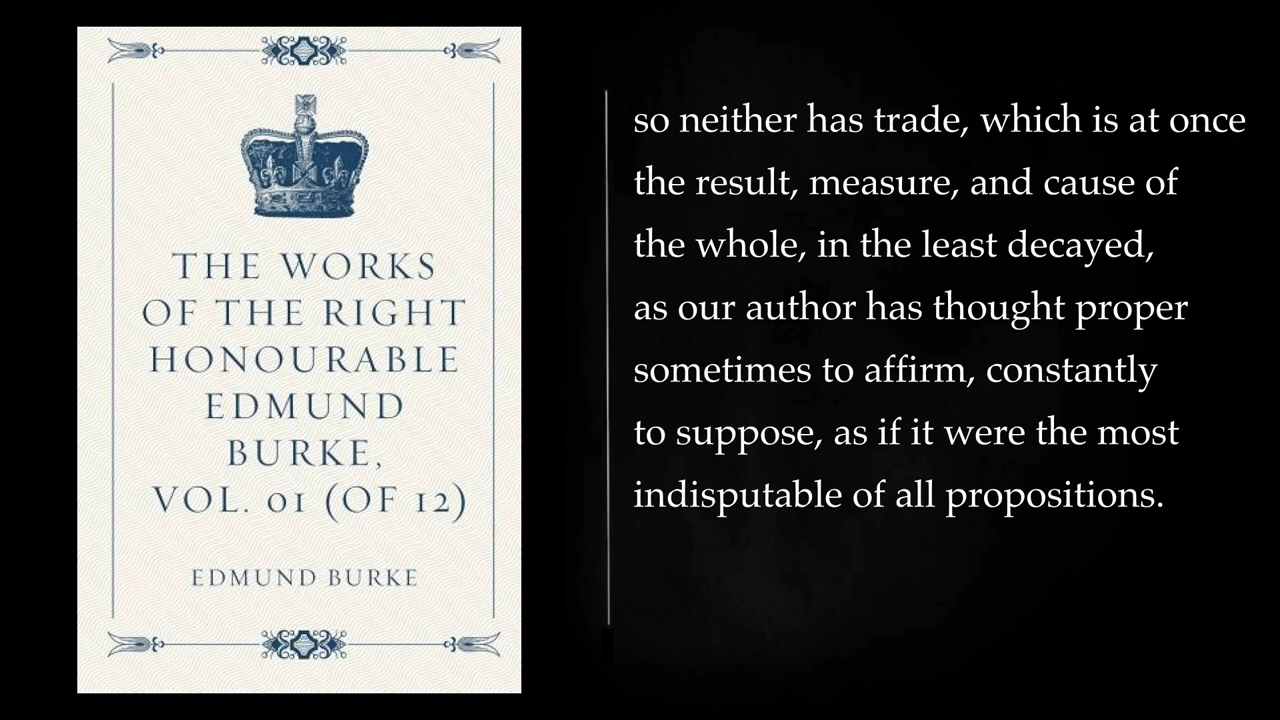 THE WORKS
OF THE RIGHT
HONOURABLE
EDMUND
BURKE,
VOL. 01 (OF 12)
EDMUND BURKE
so neither has trade, which is at once
the result, measure, and cause of
the whole, in the least decayed,
as our author has thought proper
sometimes to affirm, constantly
to suppose, as if it were the most
indisputable of all propositions.